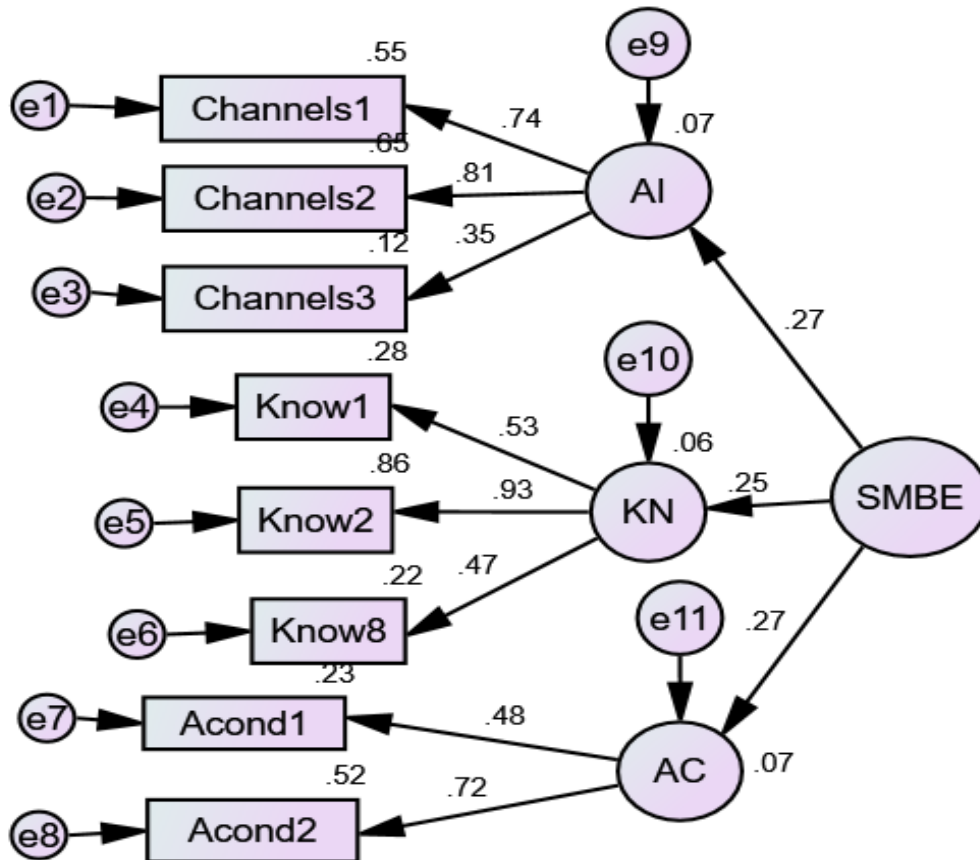 e9
.55
e1
Channels1
.74
.07
.65
e2
Channels2
.81
AI
.12
.35
e3
Channels3
.27
.28
e10
e4
Know1
.53
.06
.86
.93
.25
SMBE
e5
Know2
KN
.22
.47
e6
Know8
e11
.27
.23
e7
Acond1
.48
.52
.72
AC
.07
e8
Acond2